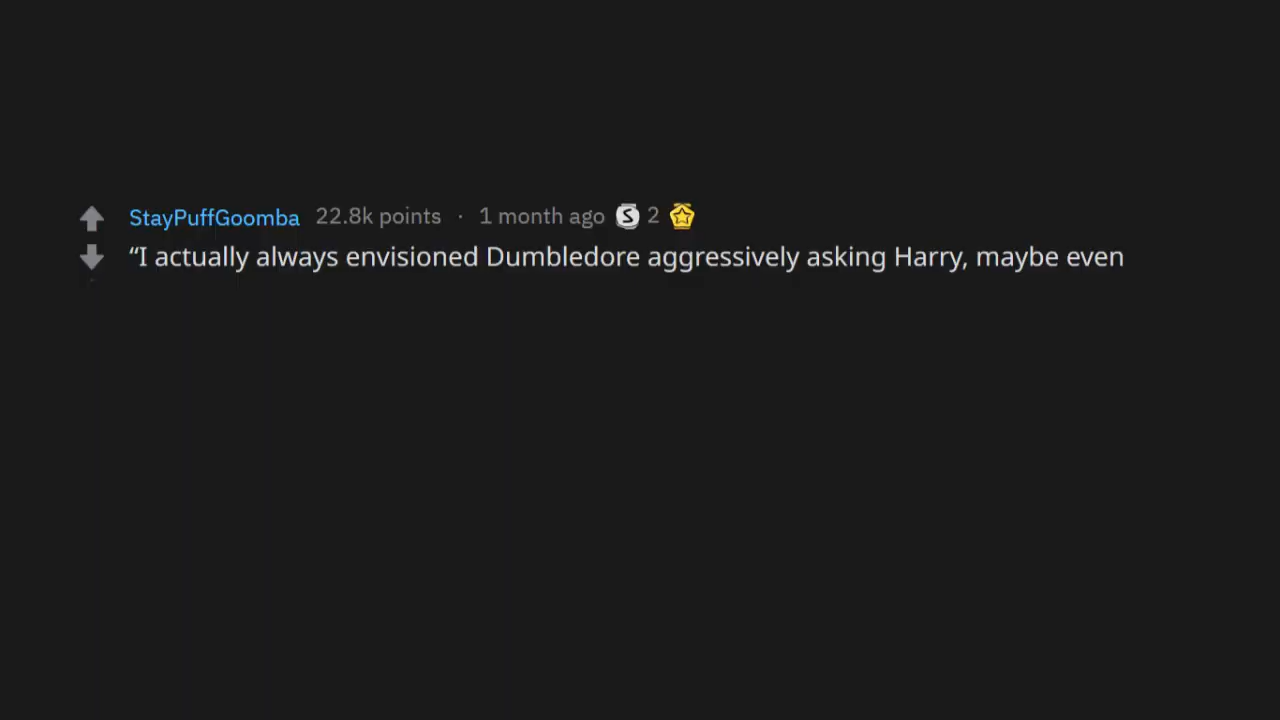 StayPuffGoomba 22.8k points · 1 month ago S 2
“I actually always envisioned Dumbledore aggressively asking Harry, maybe even